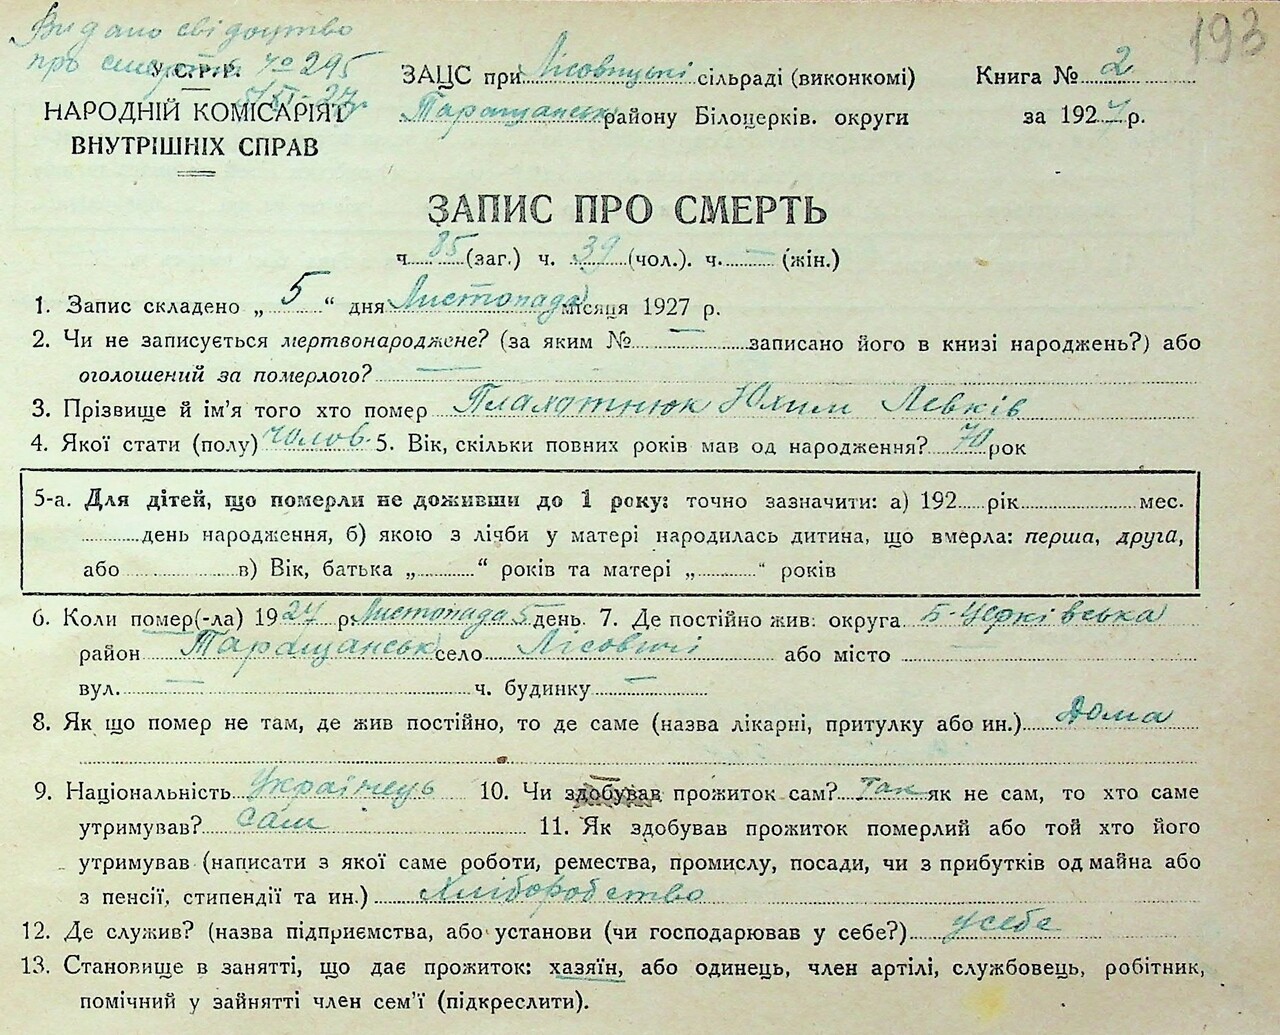 Видано свідоцтво
про смерть № 295
5/XI-27р.
193
У.С.Р.Р.
НАРОДНІЙ КОМІСАРІЯТ
ВНУТРІШНІХ СПРАВ
ЗАЦС при Лісовицькі сільраді (виконкомі)
Таращанськ району Білоцерків. округи
Книга № 2
за 1927 р.
ЗАПИС ПРО СМЕРТЬ
ч. 85 (заг.) ч. 39 (чол.). ч. — (жін.)
1. Запис складено „ 5 “ дня Листопада місяця 1927 р.
2. Чи не записується мертвонароджене? (за яким № — записано його в книзі народжень?) або
оголошений за померлого? —
3. Прізвище й ім'я того хто помер Плахотнюк Юхим Левків
4. Якої стати (полу) Чолов. 5. Вік, скільки повних років мав од народження? 70 рок
5-а. Для дітей, що померли не доживши до 1 року: точно зазначити: а) 192 рік мес.
день народження, б) якою з лічби у матері народилась дитина, що вмерла: перша, друга,
або в) Вік, батька „ “ років та матері „ “ років
6. Коли помер(-ла) 1927 р. Листопада 5 день. 7. Де постійно жив: округа Б-Церківська
район Таращанськ село Лісовичі або місто —
вул. — ч. будинку —
8. Як що помер не там, де жив постійно, то де саме (назва лікарні, притулку або ин.) Дома
9. Національність Українець 10. Чи здобував прожиток сам? Так як не сам, то хто саме
утримував? Сам 11. Як здобував прожиток померлий або той хто його
утримував (написати з якої саме роботи, ремества, промислу, посади, чи з прибутків од майна або
з пенсії, стипендії та ин.) Хліборобство
12. Де служив? (назва підприємства, або установи (чи господарював у себе?) усебе
13. Становище в занятті, що дає прожиток: хазяїн, або одинець, член артілі, службовець, робітник,
помічний у зайнятті член сем'ї (підкреслити).